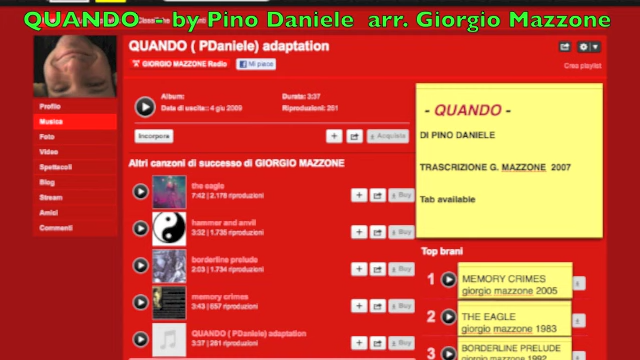 QUANDO - by Pino Daniele arr. Giorgio Mazzone
QUANDO ( PDaniele) adaptation
GIORGIO MAZZONE Radio
Mi piace
Crea playlist
Profilo
Musica
Foto
Video
Spettacoli
Blog
Stream
Amici
Commenti
Album:
Durata: 3:37
Data di uscita:: 4 giu 2009
Riproduzioni: 281
Incorpora
Acquista
Altri canzoni di successo di GIORGIO MAZZONE
the eagle
7:42 | 2.178 riproduzioni
Buy
hammer and anvil
3:32 | 1.735 riproduzioni
Buy
borderline prelude
2:03 | 1.734 riproduzioni
Buy
memory crimes
3:43 | 657 riproduzioni
Buy
QUANDO ( PDaniele) adaptation
3:37 | 281 riproduzioni
Buy
- QUANDO -
DI PINO DANIELE
TRASCRIZIONE G. MAZZONE 2007
Tab available
Top brani
1
MEMORY CRIMES
giorgio mazzone 2005
2
THE EAGLE
giorgio mazzone 1983
3
BORDERLINE PRELUDE
giorgio mazzone 1992